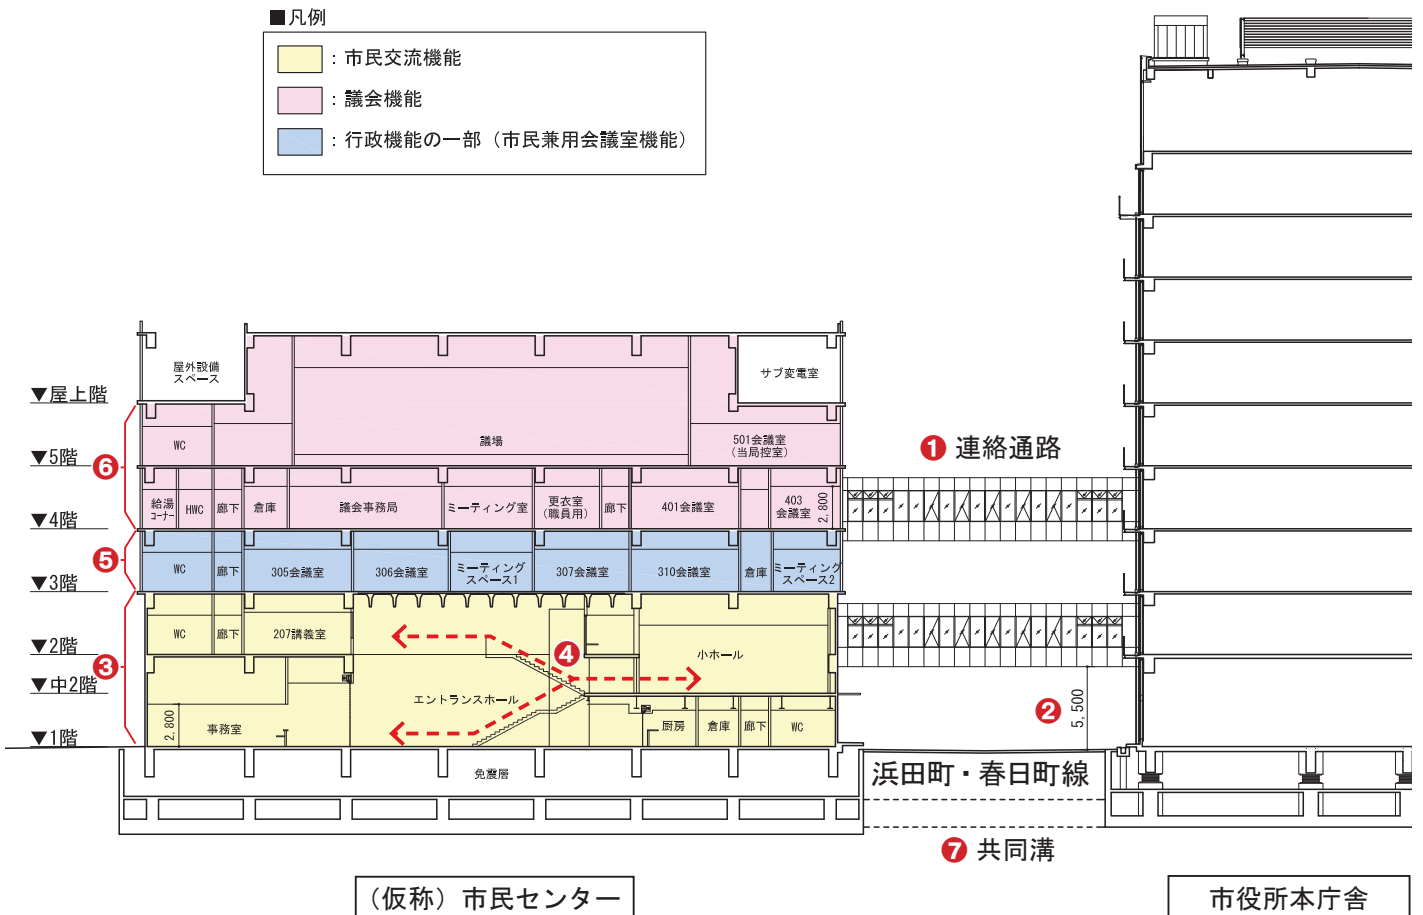 ■凡例
：市民交流機能
：議会機能
：行政機能の一部（市民兼用会議室機能）
屋外設備
スペース
サブ変電室
▼屋上階
WC
議場
501会議室
（当局控室）
▼5階
❻
❶ 連絡通路
給湯
コーナー
HWC
廊下
倉庫
議会事務局
ミーティング室
更衣室
（職員用）
廊下
401会議室
403
会議室
2,800
▼4階
❺
WC
廊下
305会議室
306会議室
ミーティング
スペース1
307会議室
310会議室
倉庫
ミーティング
スペース2
▼3階
WC
廊下
207講義室
❹
小ホール
▼2階
❸
▼中2階
エントランスホール
❷
5,500
2,800
事務室
厨房
倉庫
廊下
WC
▼1階
免震層
浜田町・春日町線
❼ 共同溝
（仮称）市民センター
市役所本庁舎